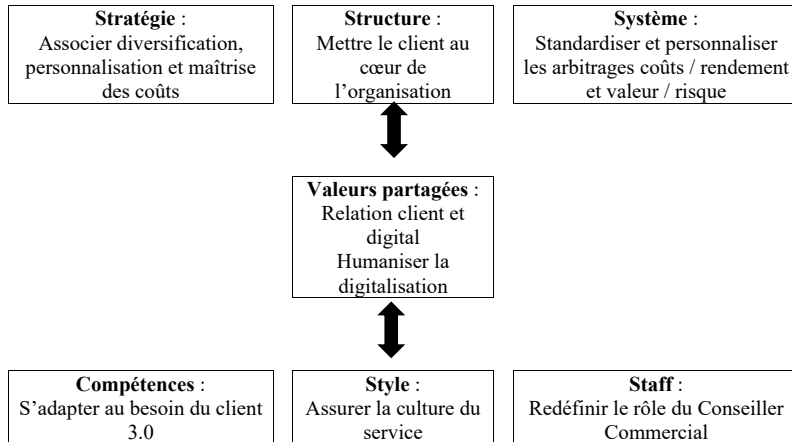 Stratégie :
Associer diversification,
personnalisation et maîtrise
des coûts
Structure :
Mettre le client au
cœur de
l’organisation
Système :
Standardiser et personnaliser
les arbitrages coûts / rendement
et valeur / risque
Valeurs partagées :
Relation client et
digital
Humaniser la
digitalisation
Compétences :
S’adapter au besoin du client
3.0
Style :
Assurer la culture du
service
Staff :
Redéfinir le rôle du Conseiller
Commercial